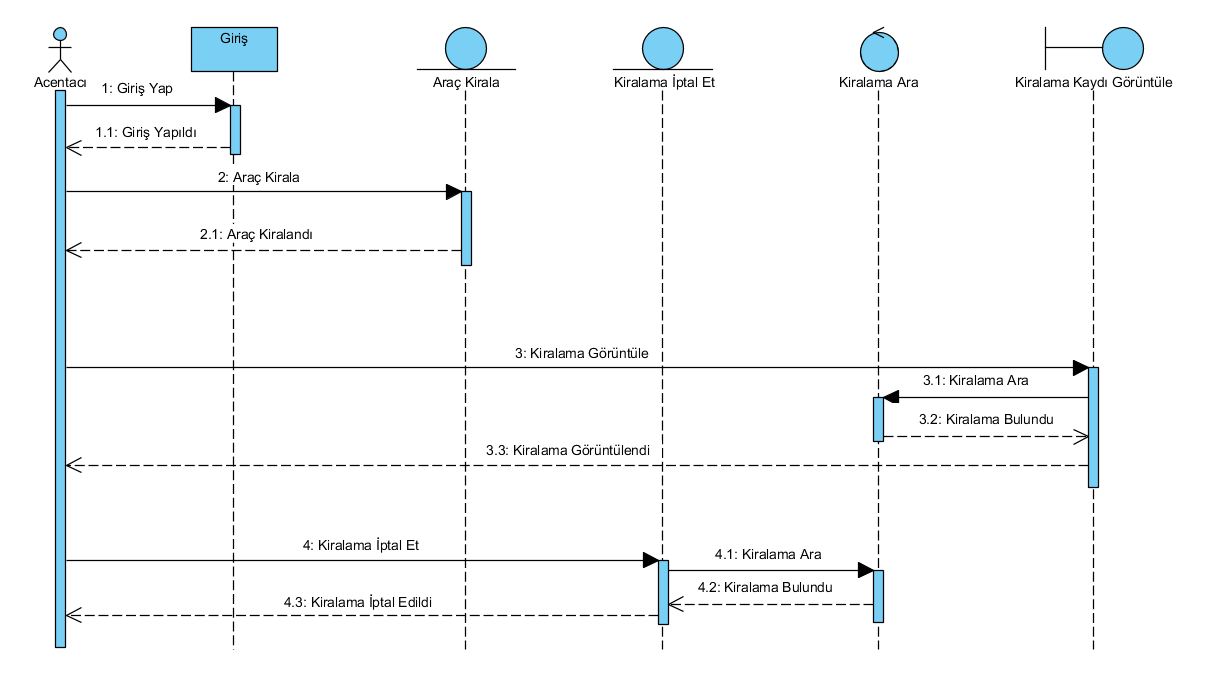 Giriş
Acentacı
Araç Kirala
Kiralama İptal Et
Kiralama Ara
Kiralama Kaydı Görüntüle
1: Giriş Yap
1.1: Giriş Yapıldı
2: Araç Kirala
2.1: Araç Kiralandı
3: Kiralama Görüntüle
3.1: Kiralama Ara
3.2: Kiralama Bulundu
3.3: Kiralama Görüntülendi
4: Kiralama İptal Et
4.1: Kiralama Ara
4.2: Kiralama Bulundu
4.3: Kiralama İptal Edildi